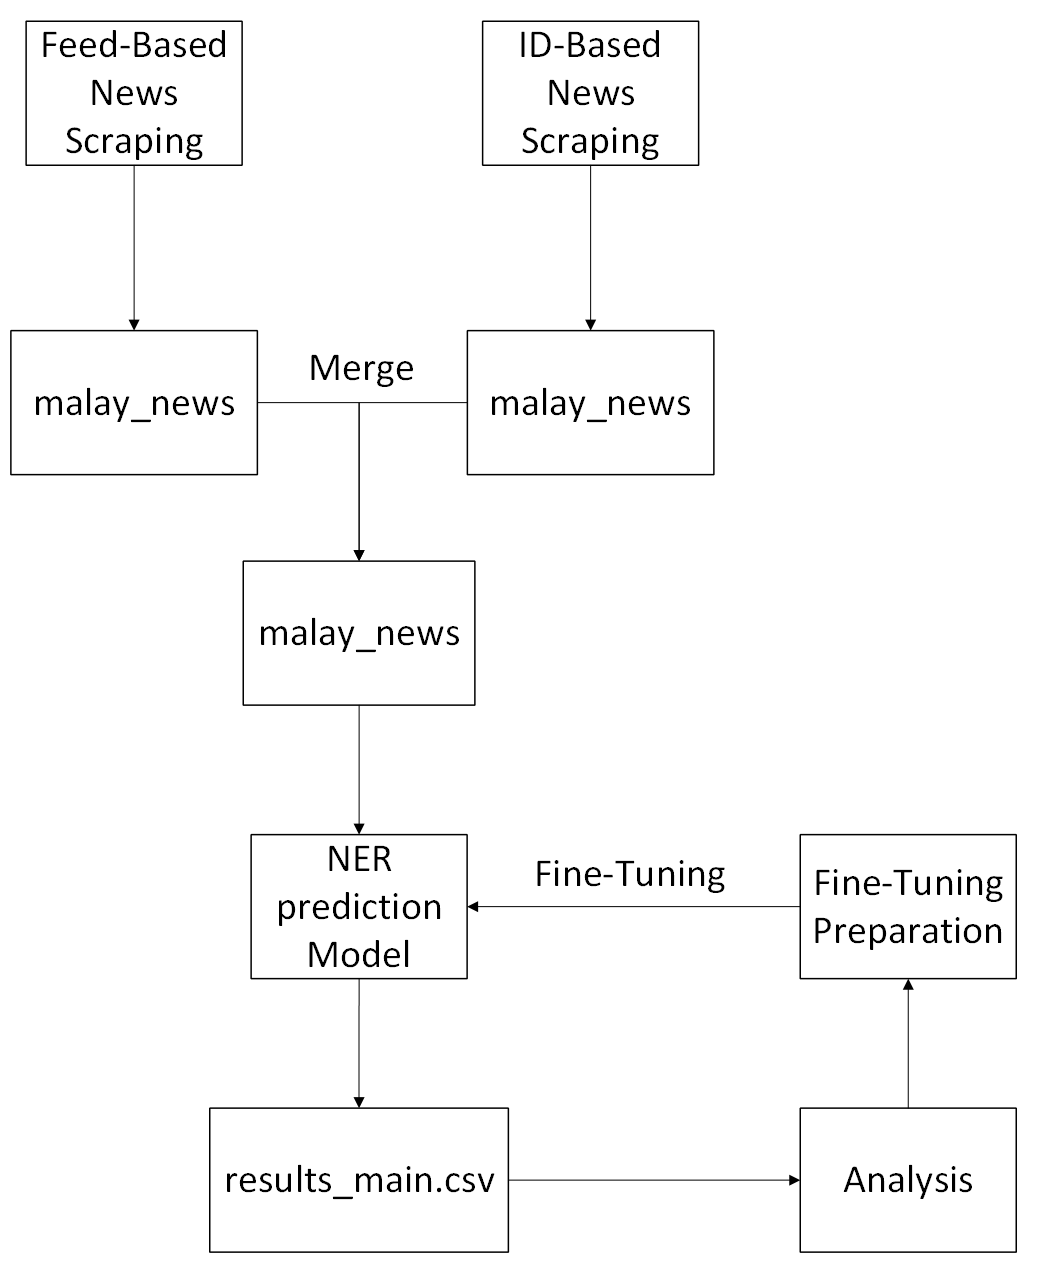 Feed-Based
News
Scraping
ID-Based
News
Scraping
malay_news
Merge
malay_news
malay_news
NER
prediction
Model
Fine-Tuning
Fine-Tuning
Preparation
results_main.csv
Analysis